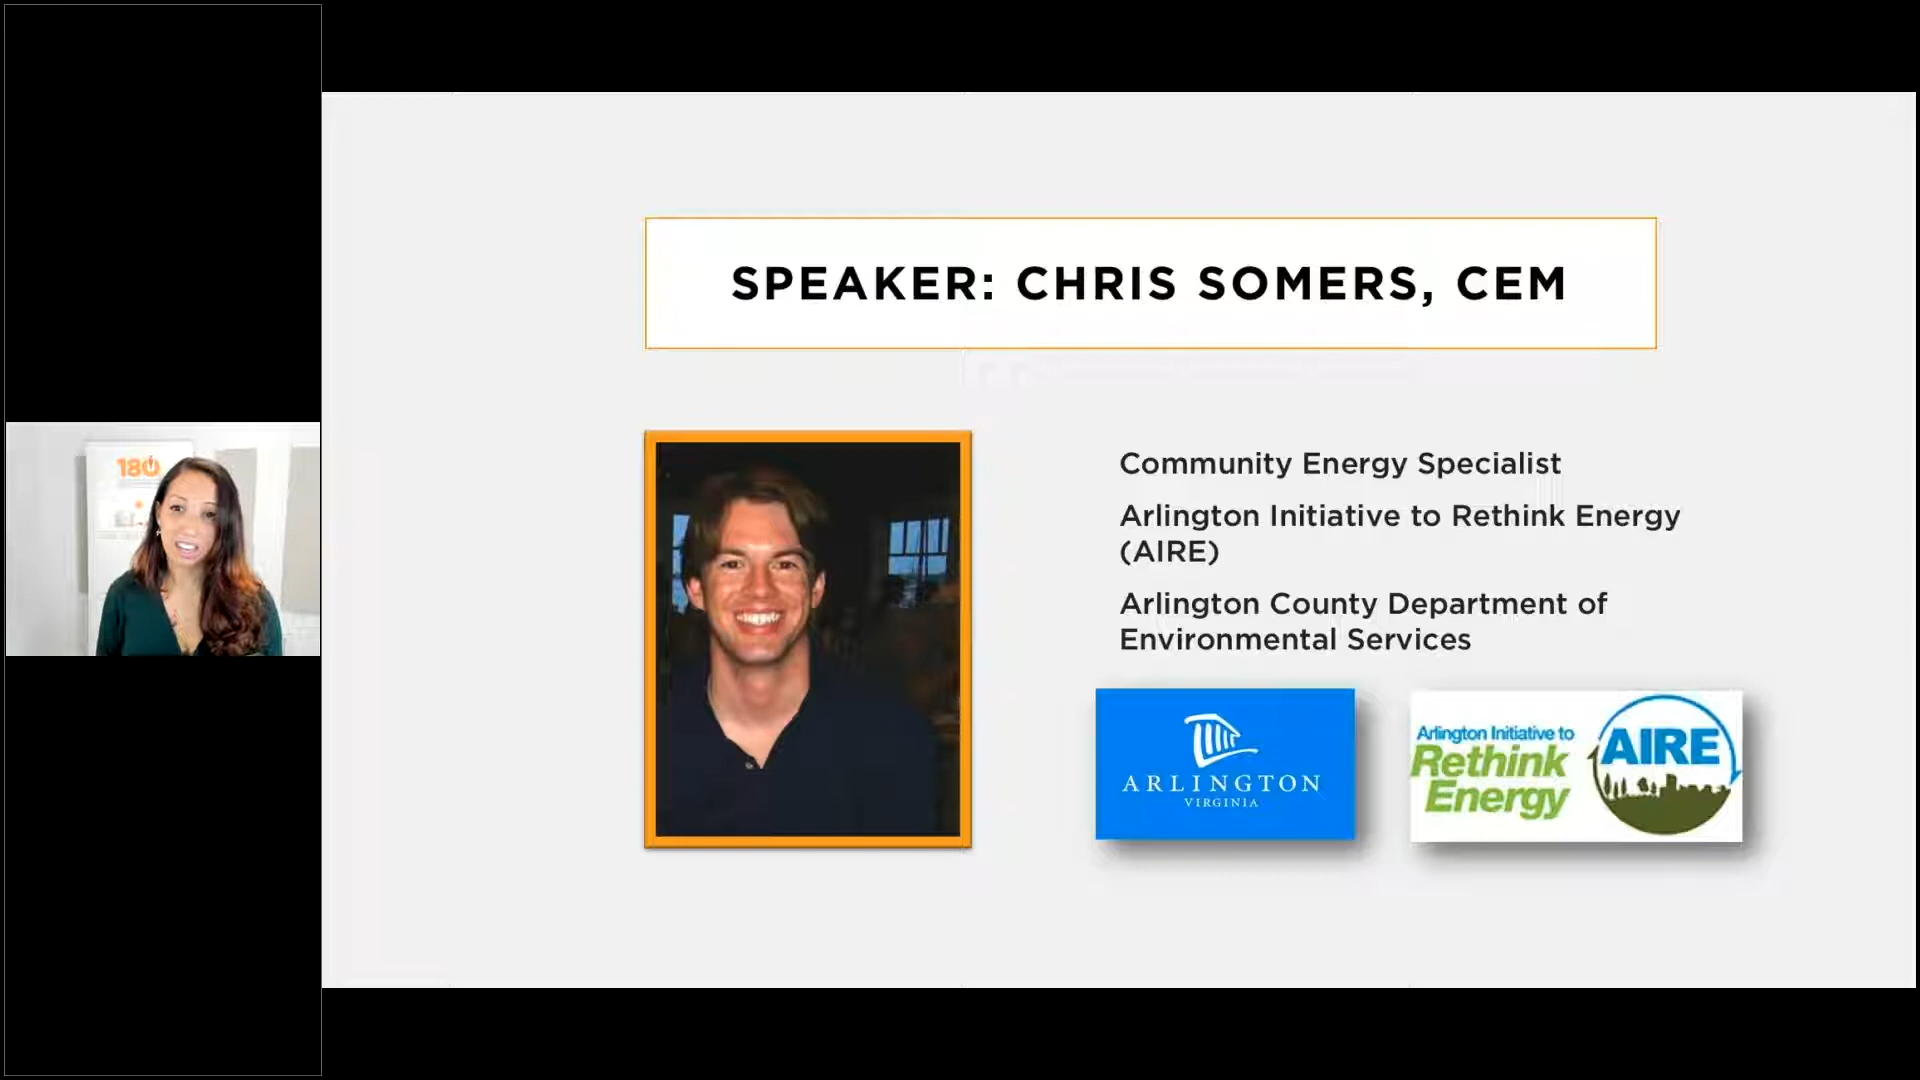 180
SPEAKER: CHRIS SOMERS, CEM
Community Energy Specialist
Arlington Initiative to Rethink Energy
(AIRE)
Arlington County Department of
Environmental Services
ARLINGTON
VIRGINIA
Arlington Initiative to
Rethink
Energy
AIRE